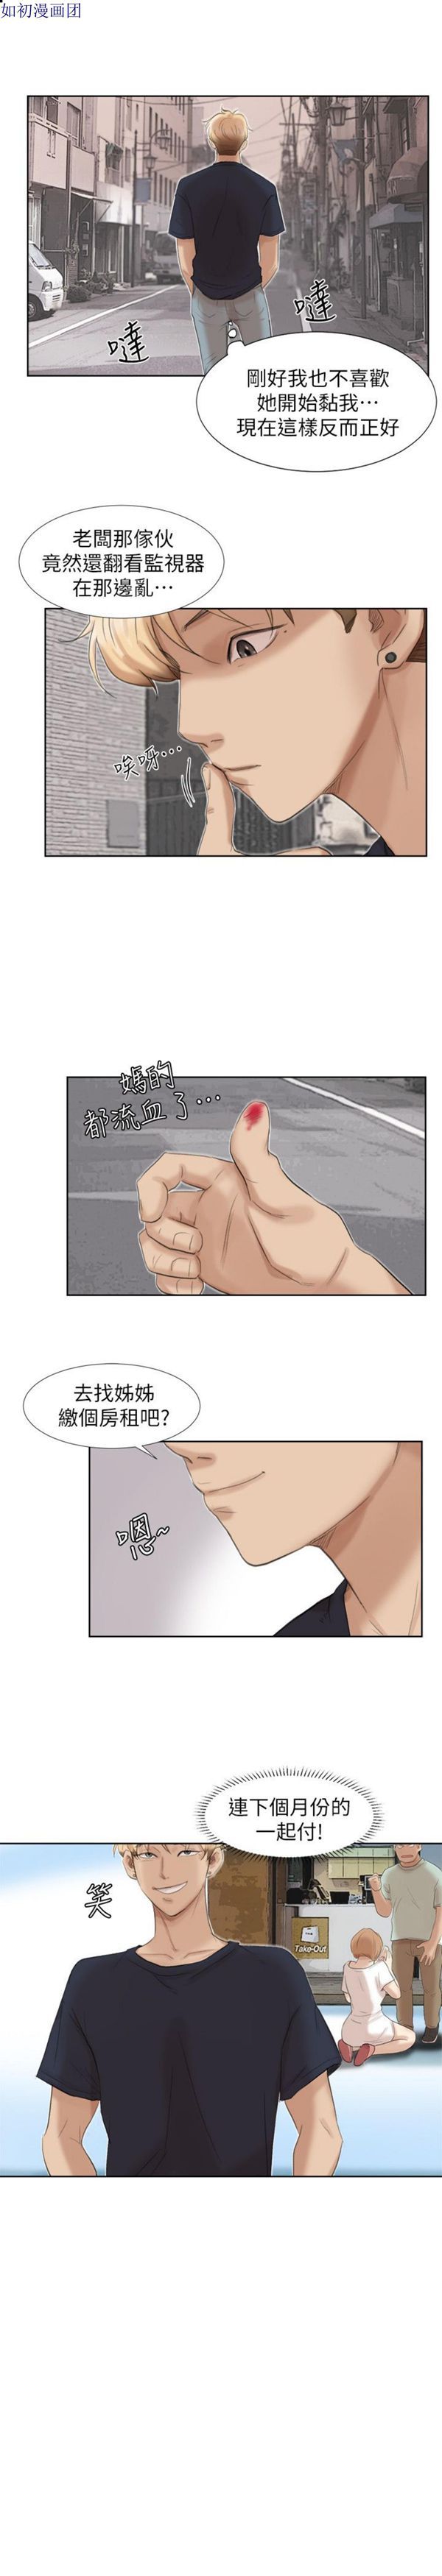 如初漫画团
噠
噠
剛好我也不喜歡
她開始黏我…
現在這樣反而正好
老闆那傢伙
竟然還翻看監視器
在那邊亂…
唉呀…
媽的
都流血了…
去找姊姊
繳個房租吧?
嗯~
連下個月份的
一起付!
笑
Take-Out